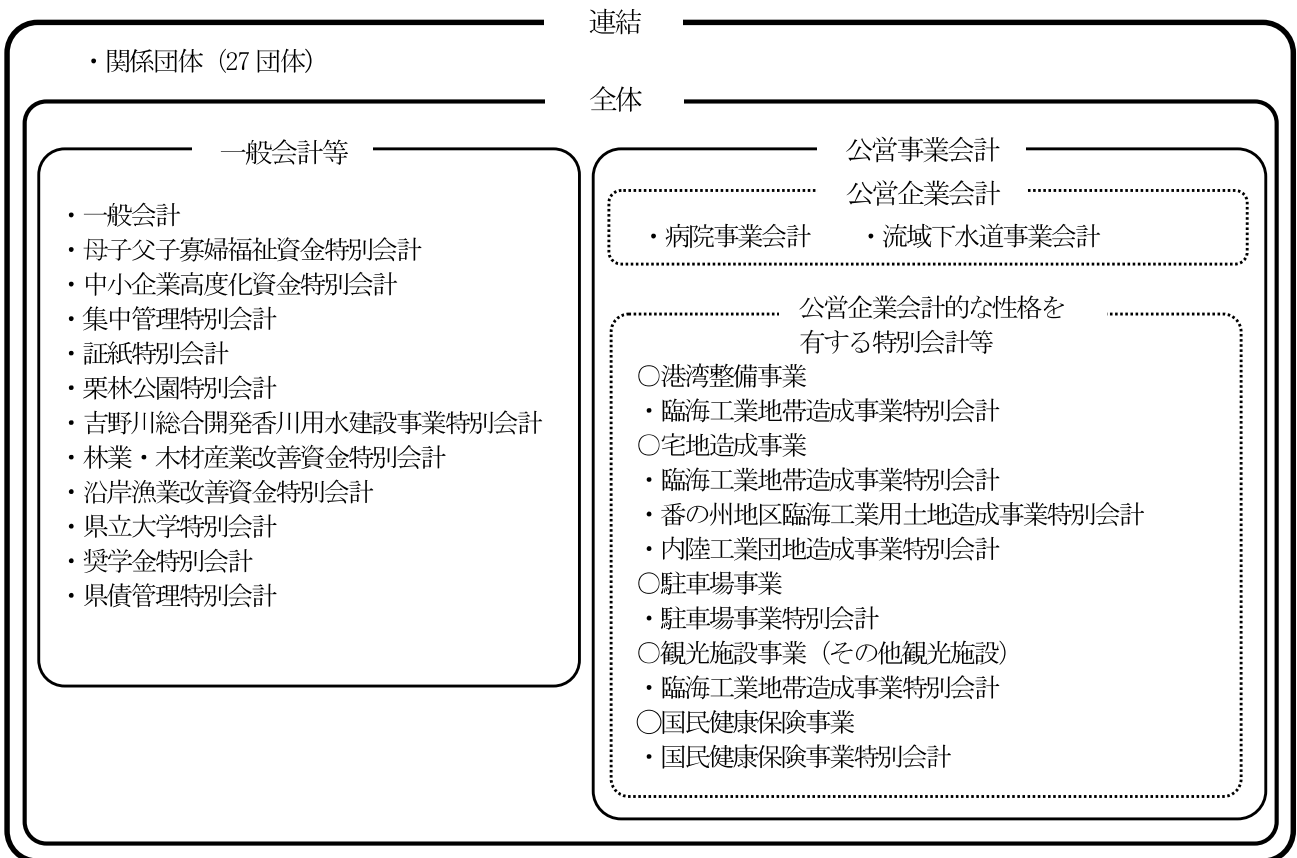 連結
・関係団体（27 団体）
全体
一般会計等
・一般会計
・母子父子寡婦福祉資金特別会計
・中小企業高度化資金特別会計
・集中管理特別会計
・証紙特別会計
・栗林公園特別会計
・吉野川総合開発香川用水建設事業特別会計
・林業・木材産業改善資金特別会計
・沿岸漁業改善資金特別会計
・県立大学特別会計
・奨学金特別会計
・県債管理特別会計
公営事業会計
公営企業会計
・病院事業会計 ・流域下水道事業会計
公営企業会計的な性格を
有する特別会計等
○港湾整備事業
・臨海工業地帯造成事業特別会計
○宅地造成事業
・臨海工業地帯造成事業特別会計
・番の州地区臨海工業用土地造成事業特別会計
・内陸工業団地造成事業特別会計
○駐車場事業
・駐車場事業特別会計
○観光施設事業（その他観光施設）
・臨海工業地帯造成事業特別会計
◯国民健康保険事業
・国民健康保険事業特別会計